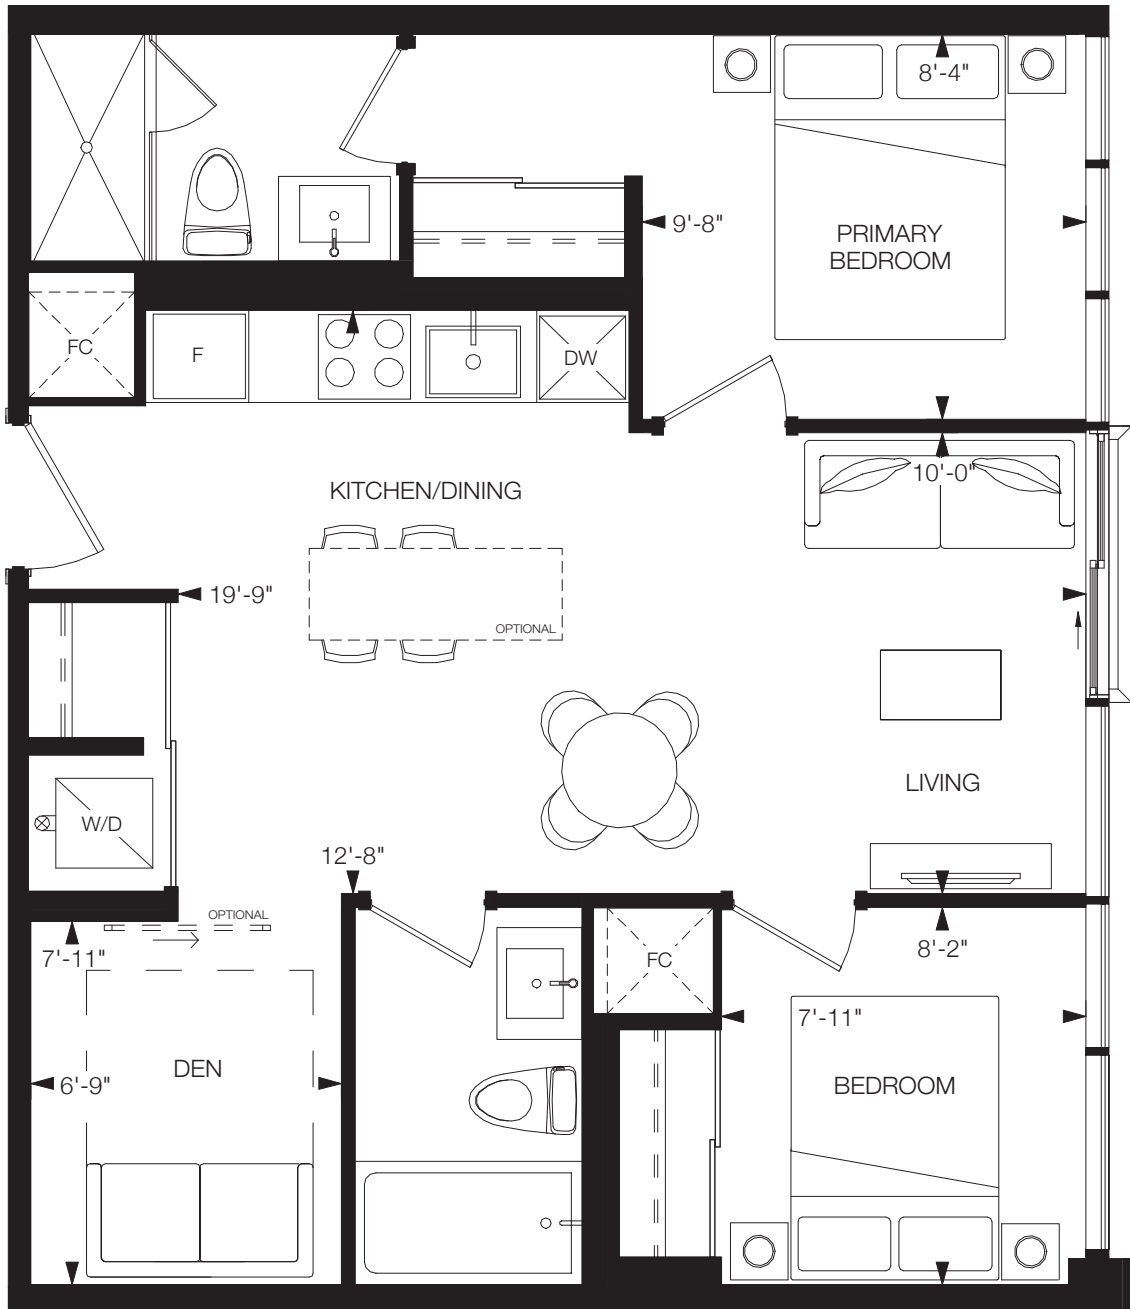 8'-4"
9'-8"
PRIMARY
BEDROOM
FC
F
DW
10'-0"
KITCHEN/DINING
19'-9"
OPTIONAL
LIVING
W/D
12'-8"
OPTIONAL
7'-11"
FC
8'-2"
7'-11"
DEN
6'-9"
BEDROOM